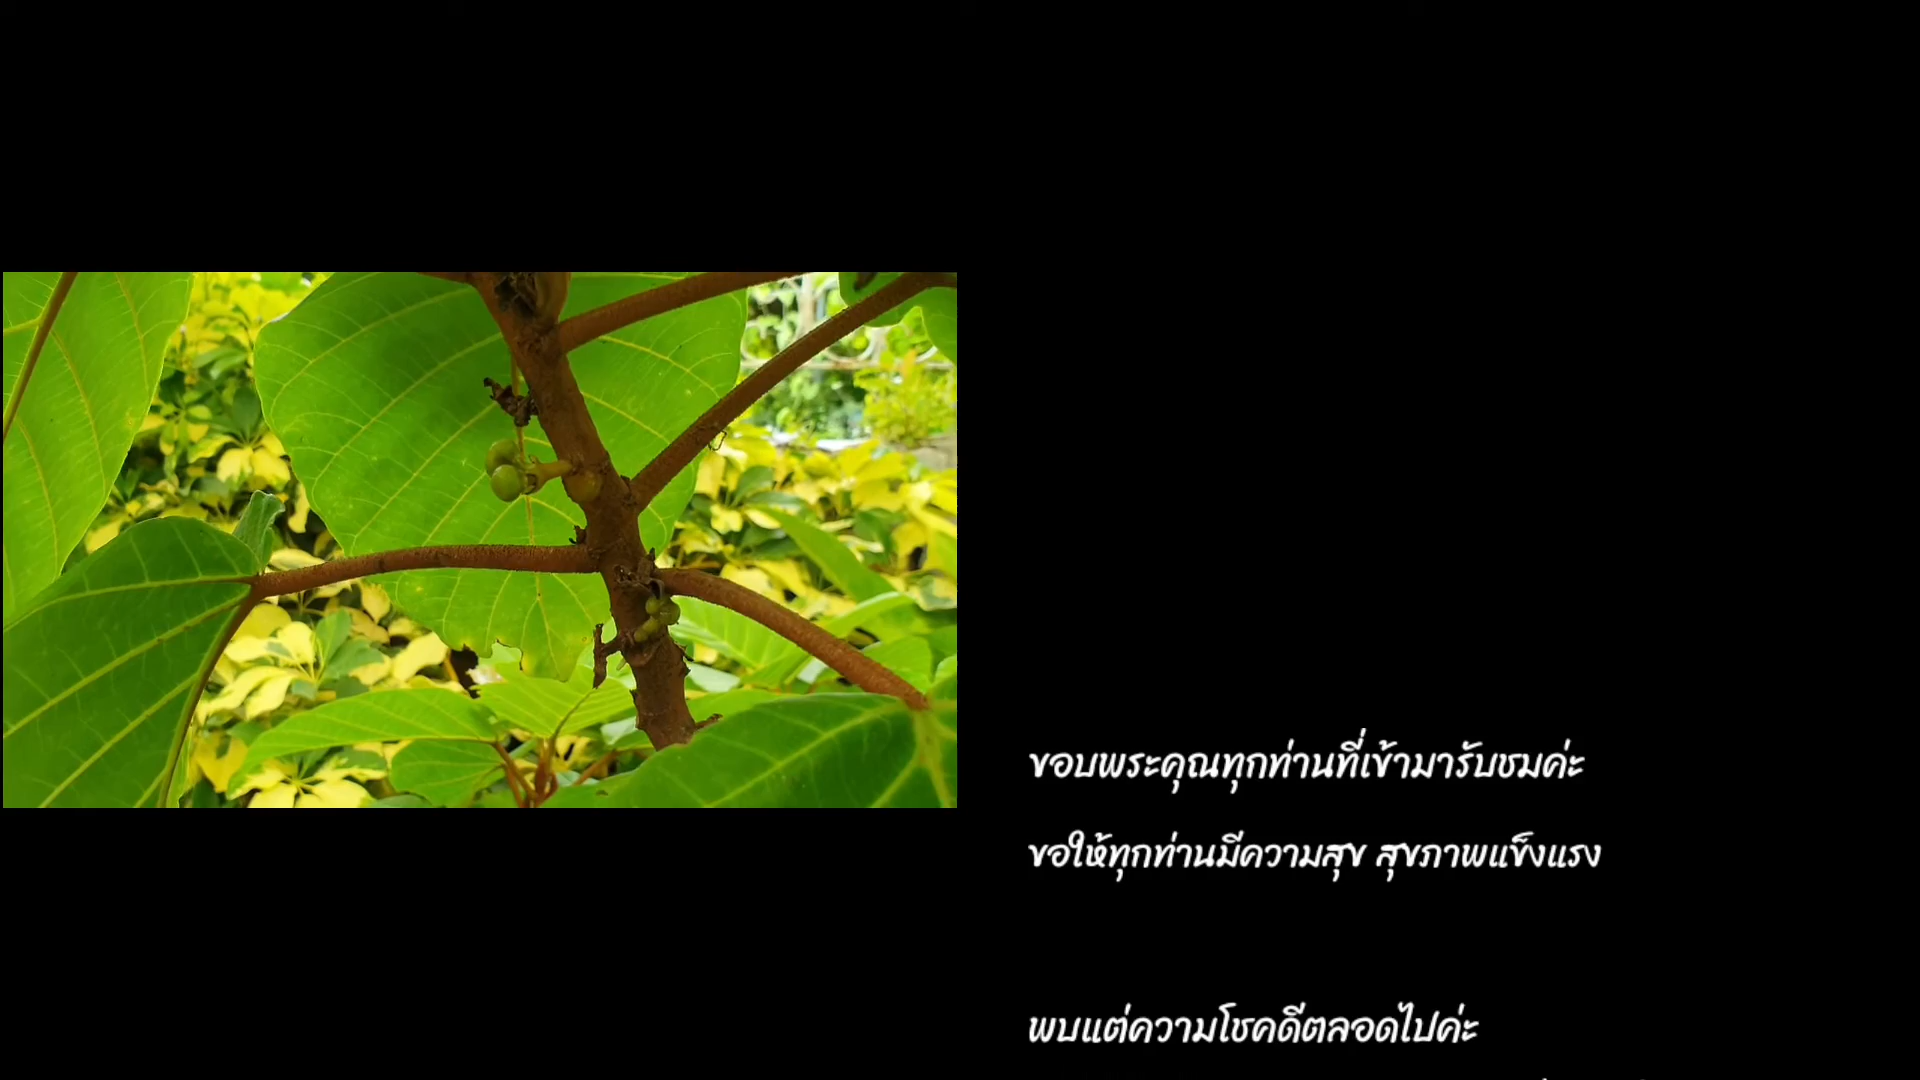 ขอบพระคุณทุกท่านที่เข้ามารับชมค่ะ
ขอให้ทุกท่านมีความสุข สุขภาพแข็งแรง
พบแต่ความโชคดีตลอดไปค่ะ